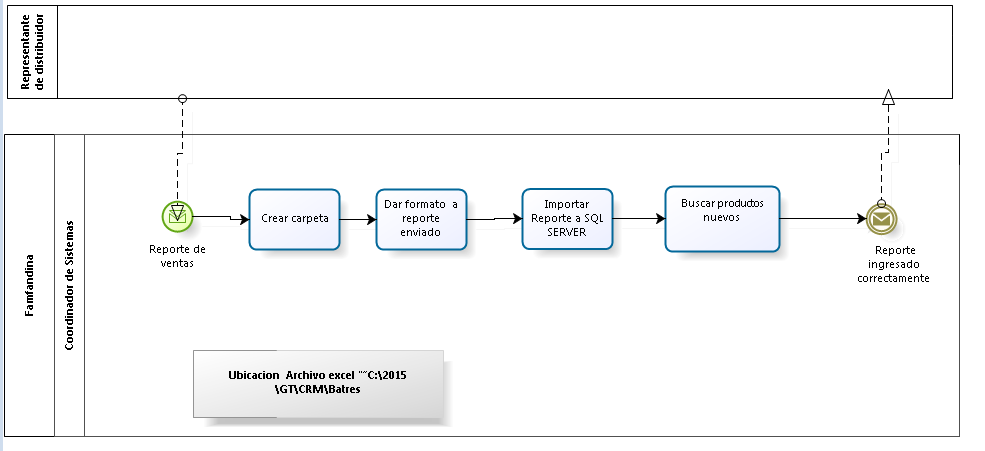 Representante
de distribuidor
Famfandina
Coordinador de Sistemas
Reporte de
ventas
Crear carpeta
Dar formato a
reporte
enviado
Importar
Reporte a SQL
SERVER
Buscar productos
nuevos
Reporte
ingresado
correctamente
Ubicacion Archivo excel "˜C:\2015
\GT\CRM\Batres